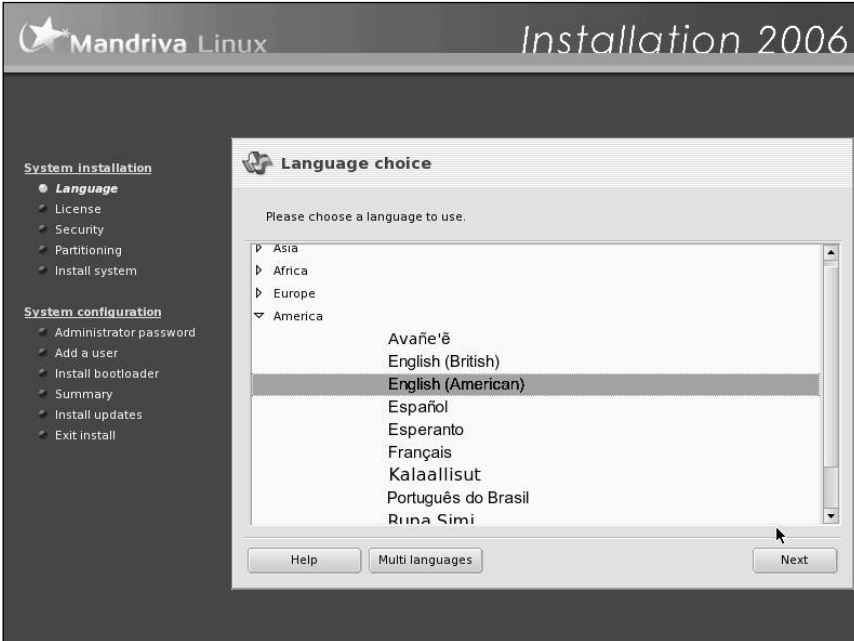 Mandriva Linux
Installation 2006
System installation
Language
License
Security
Partitioning
Install system
System configuration
Administrator password
Add a user
Install bootloader
Summary
Install updates
Exit install
Language choice
Please choose a language to use.
Asia
Africa
Europe
America
Avañe'ẽ
English (British)
English (American)
Español
Esperanto
Français
Kalaallisut
Português do Brasil
Runa Simi
Help
Multi languages
Next